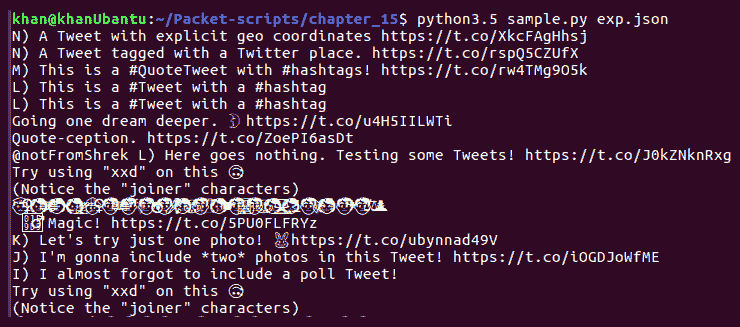 khan@khanUbuntu:~/Packet-scripts/chapter_15$ python3.5 sample.py exp.json
N) A Tweet with explicit geo coordinates https://t.co/XkcFAgHhsj
N) A Tweet tagged with a Twitter place. https://t.co/rspQ5CZUfX
M) This is a #QuoteTweet with #hashtags! https://t.co/rw4TMg9O5k
L) This is a #Tweet with a #hashtag
L) This is a #Tweet with a #hashtag
Going one dream deeper. https://t.co/u4H5IILWTi
Quote-ception. https://t.co/ZoePI6asDt
@notFromShrek L) Here goes nothing. Testing some Tweets! https://t.co/J0kZNknRxg
Try using "xxd" on this 🙃
(Notice the "joiner" characters)
Magic! https://t.co/5PU0FLFRYz
K) Let's try just one photo! 🐰https://t.co/ubynnad49V
J) I'm gonna include *two* photos in this Tweet! https://t.co/iOGDJoWfME
I) I almost forgot to include a poll Tweet!
Try using "xxd" on this 🙃
(Notice the "joiner" characters)